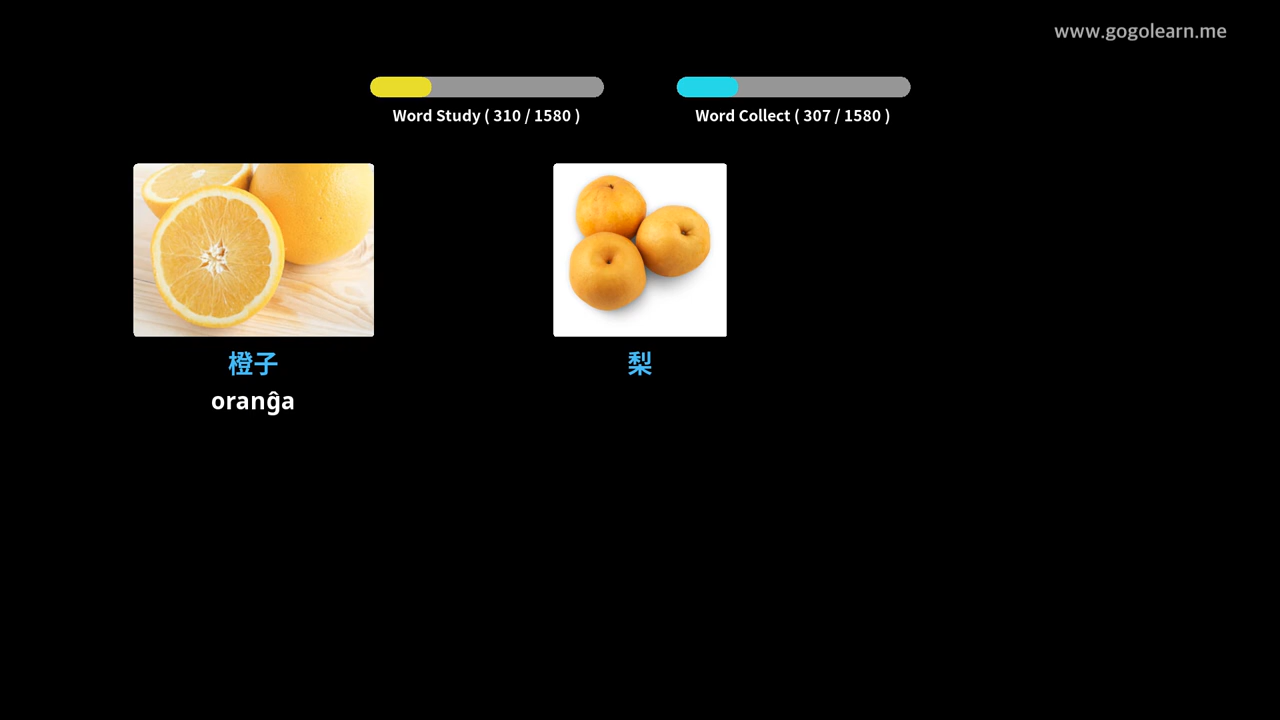 www.gogolearn.me
Word Study ( 310 / 1580 )
Word Collect ( 307 / 1580 )
橙子
梨
oranĝa